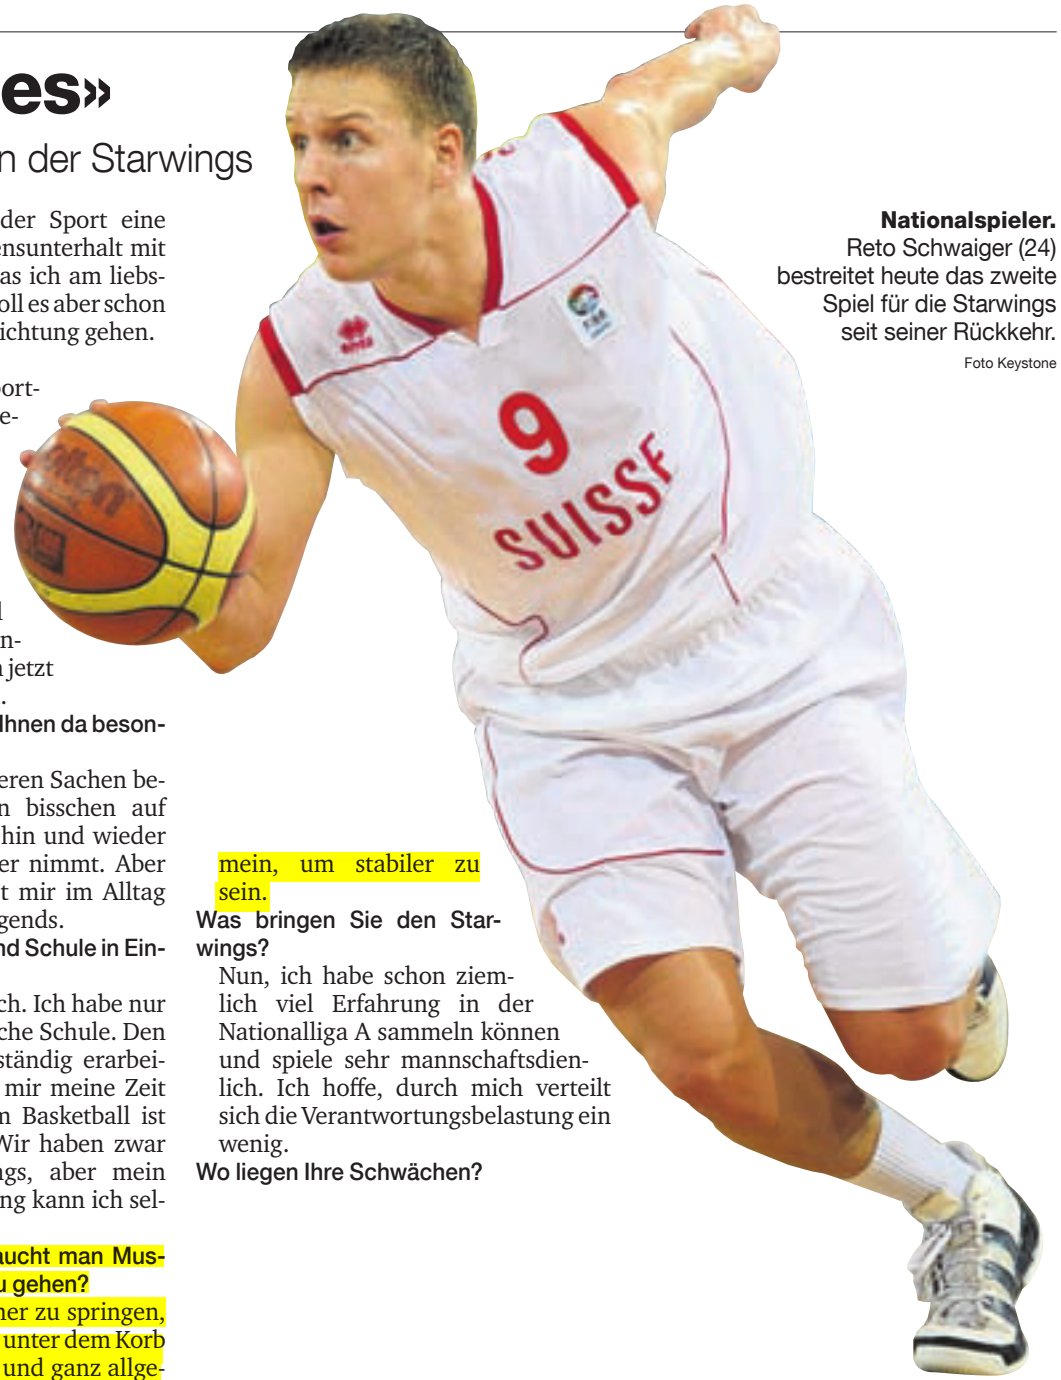 es»
n der Starwings
der Sport eine
ensunterhalt mit
as ich am liebs-
oll es aber schon
ichtung gehen.
ort-
e-
n-
jetzt
.
Ihnen da beson-
eren Sachen be-
n bisschen auf
hin und wieder
er nimmt. Aber
t mir im Alltag
gends.
nd Schule in Ein-
ch. Ich habe nur
che Schule. Den
ständig erarbei-
mir meine Zeit
m Basketball ist
Wir haben zwar
ngs, aber mein
ng kann ich sel-
aucht man Mus-
u gehen?
her zu springen,
unter dem Korb
und ganz allge-
mein, um stabiler zu
sein.
Was bringen Sie den Star-
wings?
Nun, ich habe schon ziem-
lich viel Erfahrung in der
Nationalliga A sammeln können
und spiele sehr mannschaftsdien-
lich. Ich hoffe, durch mich verteilt
sich die Verantwortungsbelastung ein
wenig.
Wo liegen Ihre Schwächen?
Nationalspieler.
Reto Schwaiger (24)
bestreitet heute das zweite
Spiel für die Starwings
seit seiner Rückkehr.
Foto Keystone
9
SUISSE